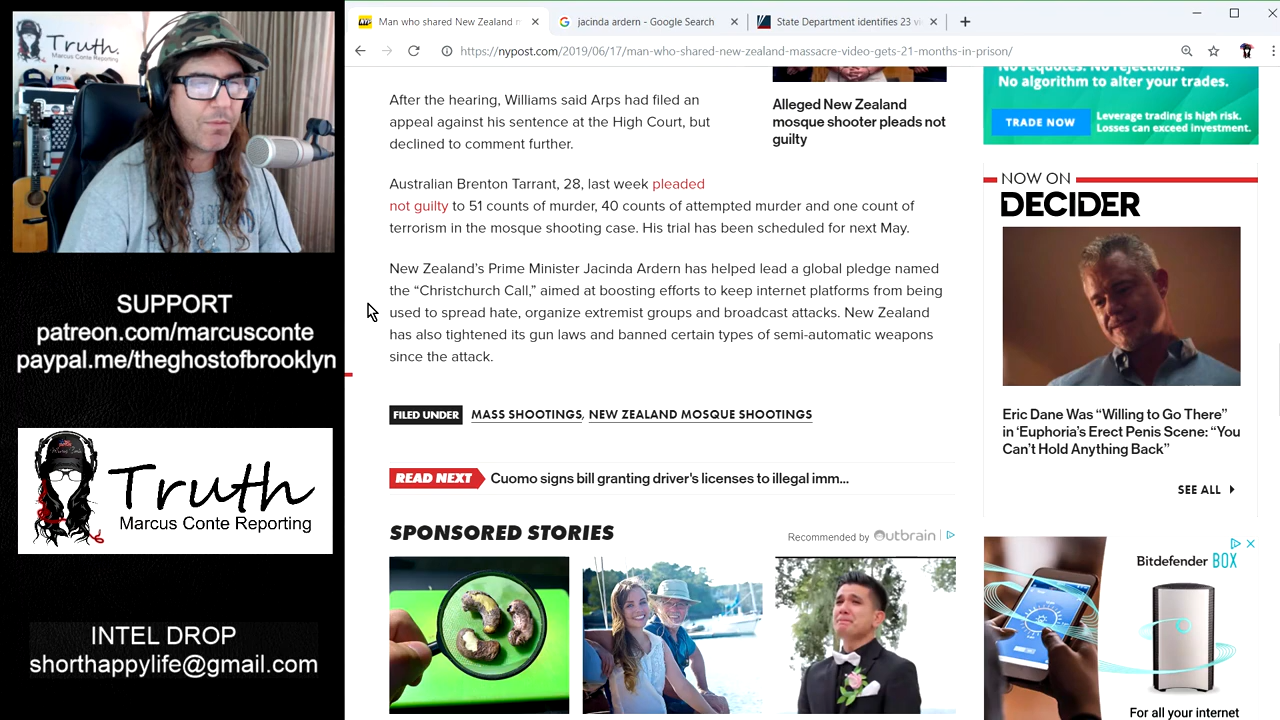 Truth.
Marcus Conte Reporting
SUPPORT
patreon.com/marcusconte
paypal.me/theghostofbrooklyn
Truth
Marcus Conte Reporting
INTEL DROP
shorthappylife@gmail.com
Man who shared New Zealand m
jacinda ardern - Google Search
State Department identifies 23 vi
https://nypost.com/2019/06/17/man-who-shared-new-zealand-massacre-video-gets-21-months-in-prison/
After the hearing, Williams said Arps had filed an
appeal against his sentence at the High Court, but
declined to comment further.
Alleged New Zealand
mosque shooter pleads not
guilty
Australian Brenton Tarrant, 28, last week pleaded
not guilty to 51 counts of murder, 40 counts of attempted murder and one count of
terrorism in the mosque shooting case. His trial has been scheduled for next May.
New Zealand’s Prime Minister Jacinda Ardern has helped lead a global pledge named
the “Christchurch Call,” aimed at boosting efforts to keep internet platforms from being
used to spread hate, organize extremist groups and broadcast attacks. New Zealand
has also tightened its gun laws and banned certain types of semi-automatic weapons
since the attack.
FILED UNDER MASS SHOOTINGS, NEW ZEALAND MOSQUE SHOOTINGS
READ NEXT Cuomo signs bill granting driver's licenses to illegal imm...
SPONSORED STORIES
Recommended by Outbrain
No requotes. No rejections.
No algorithm to alter your trades.
TRADE NOW
Leverage trading is high risk.
Losses can exceed investment.
NOW ON
DECIDER
Eric Dane Was “Willing to Go There”
in ‘Euphoria’s Erect Penis Scene: “You
Can’t Hold Anything Back”
SEE ALL
Bitdefender BOX
For all your internet